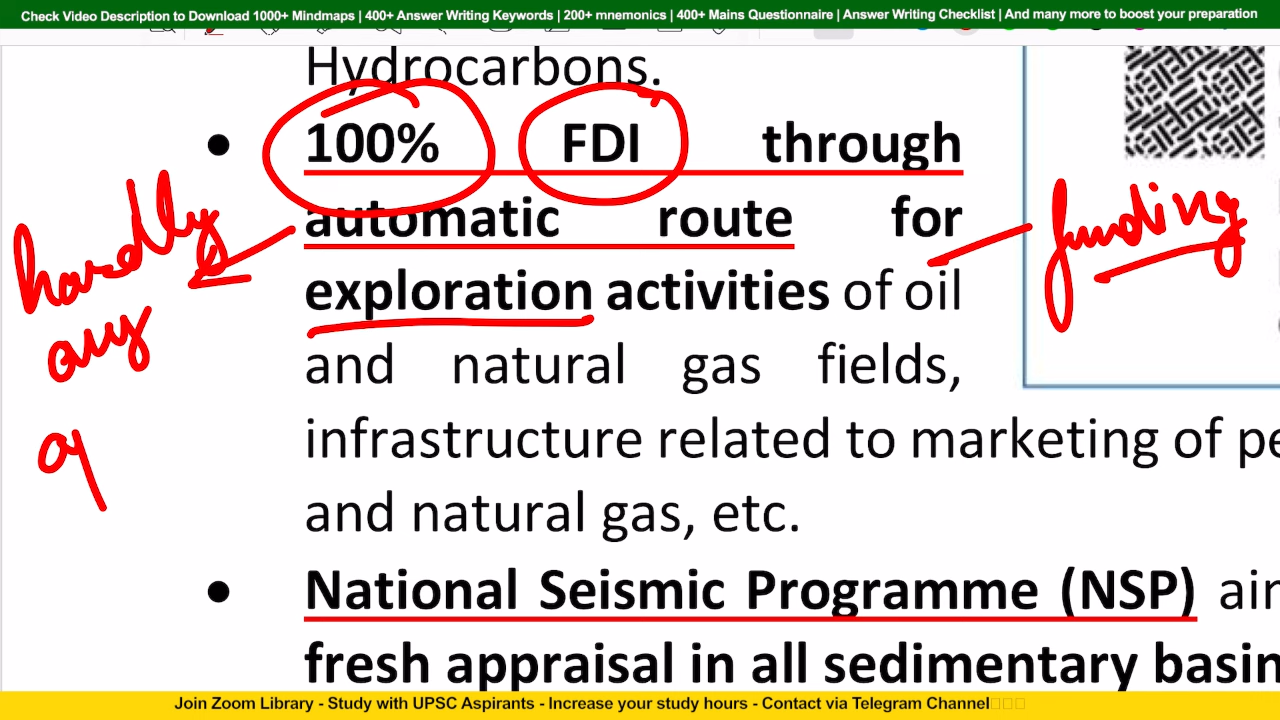 Check Video Description to Download 1000+ Mindmaps | 400+ Answer Writing Keywords | 200+ mnemonics | 400+ Mains Questionnaire | Answer Writing Checklist | And many more to boost your preparation
Hydrocarbons.
• 100% FDI through
automatic route for
exploration activities of oil
and natural gas fields,
infrastructure related to marketing of pe
and natural gas, etc.
• National Seismic Programme (NSP) ain
fresh appraisal in all sedimentary basin
hardly
any
funding
Join Zoom Library - Study with UPSC Aspirants - Increase your study hours - Contact via Telegram Channel